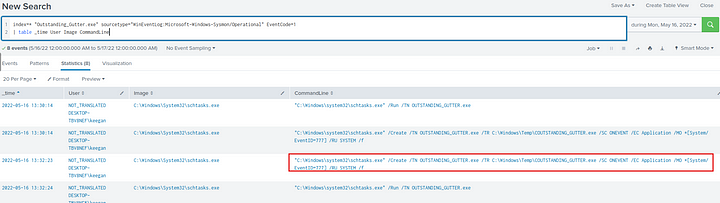 New Search
Save As
Create Table View
Close
index=* "Outstanding_Gutter.exe" sourcetype="WinEventLog:Microsoft-Windows-Sysmon/Operational" EventCode=1
| table _time User Image CommandLine
during Mon, May 16, 2022
8 events (5/16/22 12:00:00.000 AM to 5/17/22 12:00:00.000 AM)
No Event Sampling
Job
Smart Mode
Events
Patterns
Statistics (8)
Visualization
20 Per Page
Format
Preview
_time
User
Image
CommandLine
2022-05-16 13:30:14
NOT_TRANSLATED
DESKTOP-
TBV8NEF\keegan
C:\Windows\System32\schtasks.exe
"C:\Windows\system32\schtasks.exe" /Run /TN OUTSTANDING_GUTTER.exe
2022-05-16 13:30:14
NOT_TRANSLATED
DESKTOP-
TBV8NEF\keegan
C:\Windows\System32\schtasks.exe
"C:\Windows\system32\schtasks.exe" /Create /TN OUTSTANDING_GUTTER.exe /TR C:\Windows\Temp\COUTSTANDING_GUTTER.exe /SC ONEVENT /EC Application /MO *[System/
EventID=777] /RU SYSTEM /f
2022-05-16 13:32:23
NOT_TRANSLATED
DESKTOP-
TBV8NEF\keegan
C:\Windows\System32\schtasks.exe
"C:\Windows\system32\schtasks.exe" /Create /TN OUTSTANDING_GUTTER.exe /TR C:\Windows\Temp\COUTSTANDING_GUTTER.exe /SC ONEVENT /EC Application /MO *[System/
EventID=777] /RU SYSTEM /f
2022-05-16 13:32:24
NOT_TRANSLATED
DESKTOP-
TBV8NEF\keegan
C:\Windows\System32\schtasks.exe
"C:\Windows\system32\schtasks.exe" /Run /TN OUTSTANDING_GUTTER.exe